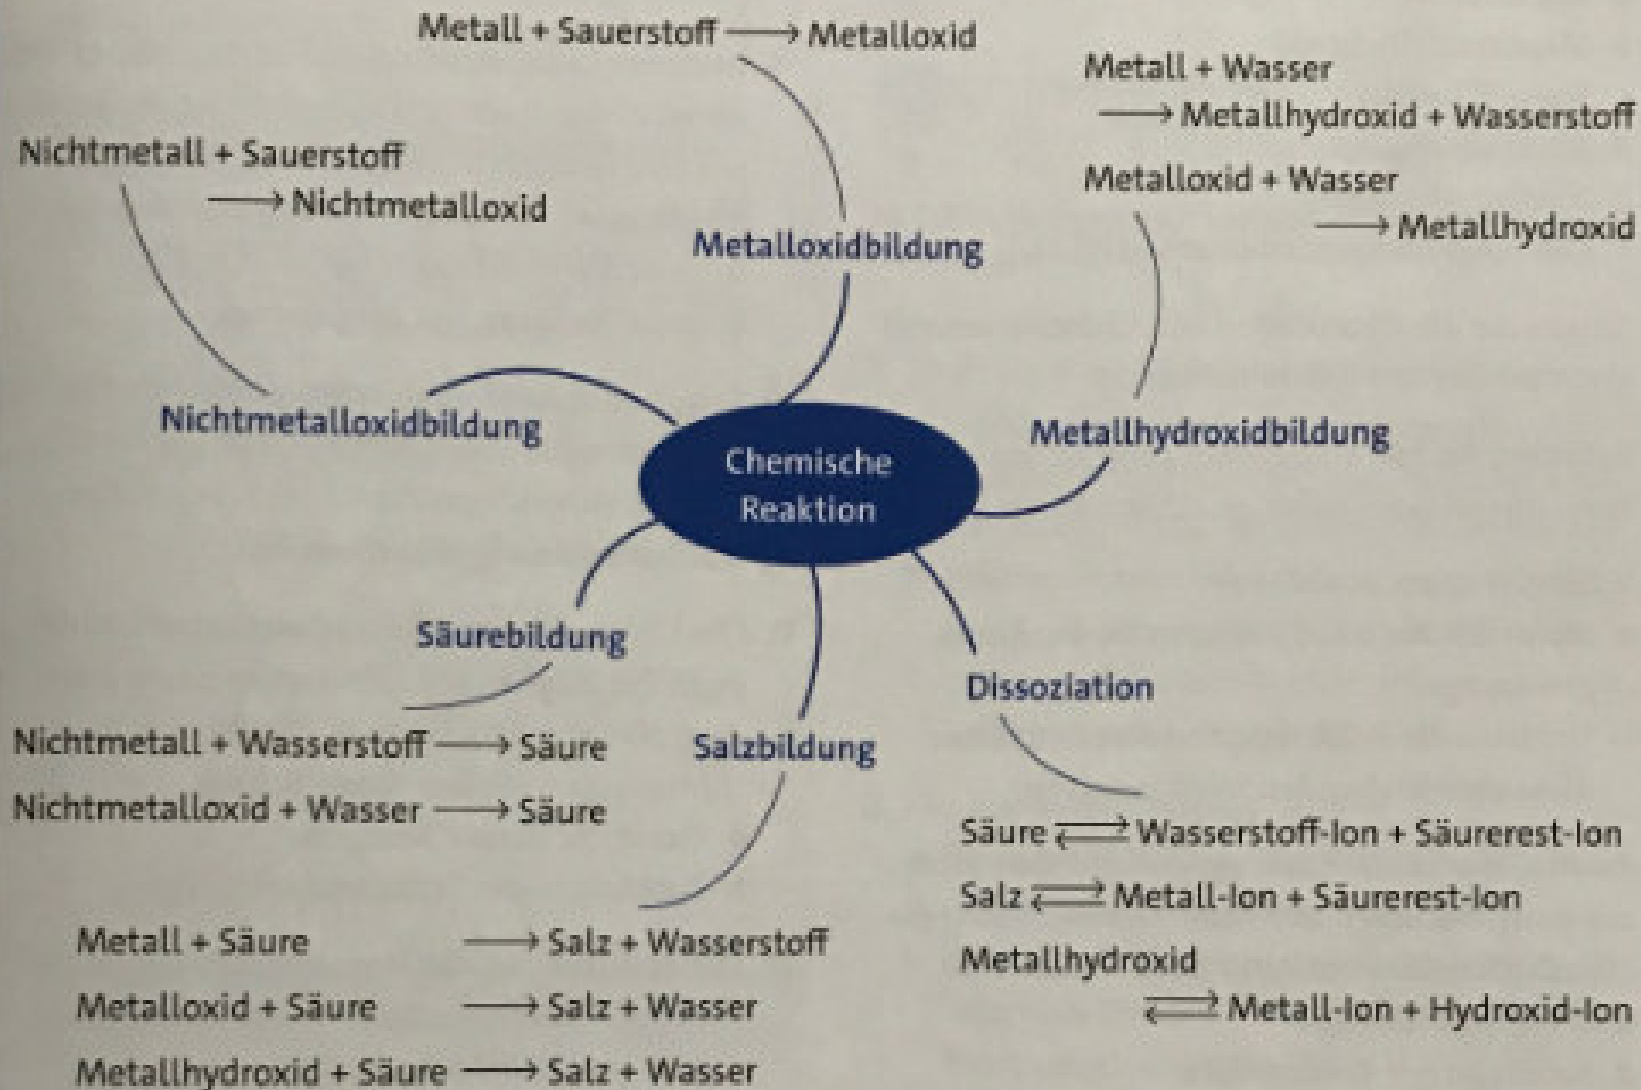 Metall + Sauerstoff ⟶ Metalloxid
Metall + Wasser
⟶ Metallhydroxid + Wasserstoff
Metalloxid + Wasser
⟶ Metallhydroxid
Nichtmetall + Sauerstoff
⟶ Nichtmetalloxid
Metalloxidbildung
Nichtmetalloxidbildung
Metallhydroxidbildung
Chemische
Reaktion
Säurebildung
Nichtmetall + Wasserstoff ⟶ Säure
Nichtmetalloxid + Wasser ⟶ Säure
Salzbildung
Metall + Säure ⟶ Salz + Wasserstoff
Metalloxid + Säure ⟶ Salz + Wasser
Metallhydroxid + Säure ⟶ Salz + Wasser
Dissoziation
Säure ⇌ Wasserstoff-Ion + Säurerest-Ion
Salz ⇌ Metall-Ion + Säurerest-Ion
Metallhydroxid
⇌ Metall-Ion + Hydroxid-Ion